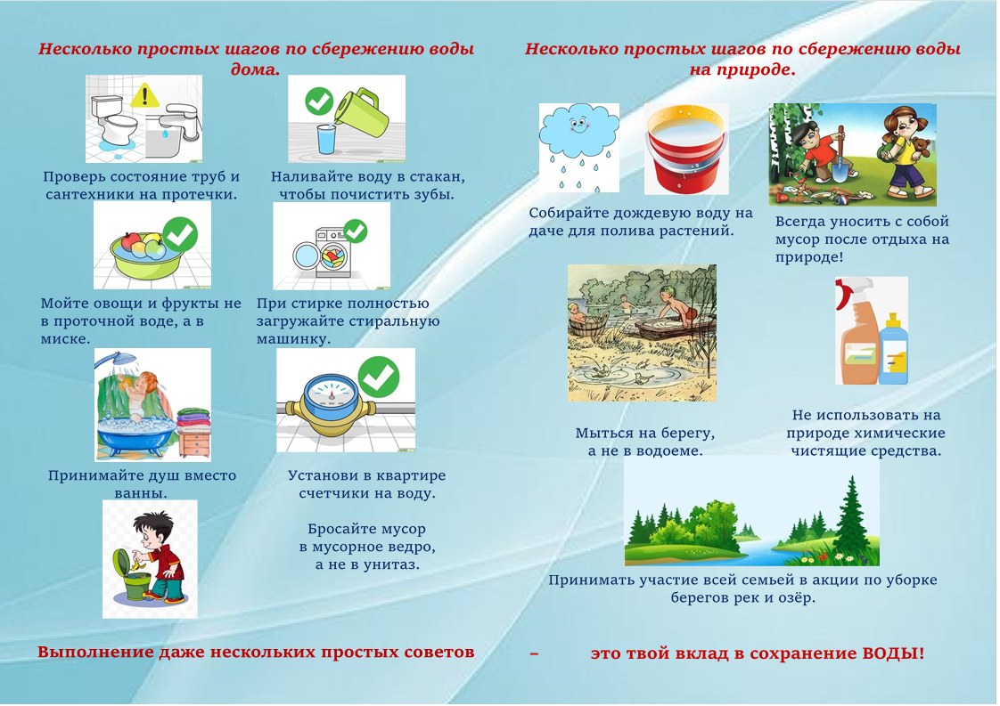 Несколько простых шагов по сбережению воды
дома.
Проверь состояние труб и
сантехники на протечки.
Наливайте воду в стакан,
чтобы почистить зубы.
Мойте овощи и фрукты не
в проточной воде, а в
миске.
При стирке полностью
загружайте стиральную
машинку.
Принимайте душ вместо
ванны.
Установи в квартире
счетчики на воду.
Бросайте мусор
в мусорное ведро,
а не в унитаз.
Несколько простых шагов по сбережению воды
на природе.
Собирайте дождевую воду на
даче для полива растений.
Всегда уносить с собой
мусор после отдыха на
природе!
Мыться на берегу,
а не в водоеме.
Не использовать на
природе химические
чистящие средства.
Принимать участие всей семьей в акции по уборке
берегов рек и озёр.
Выполнение даже нескольких простых советов – это твой вклад в сохранение ВОДЫ!